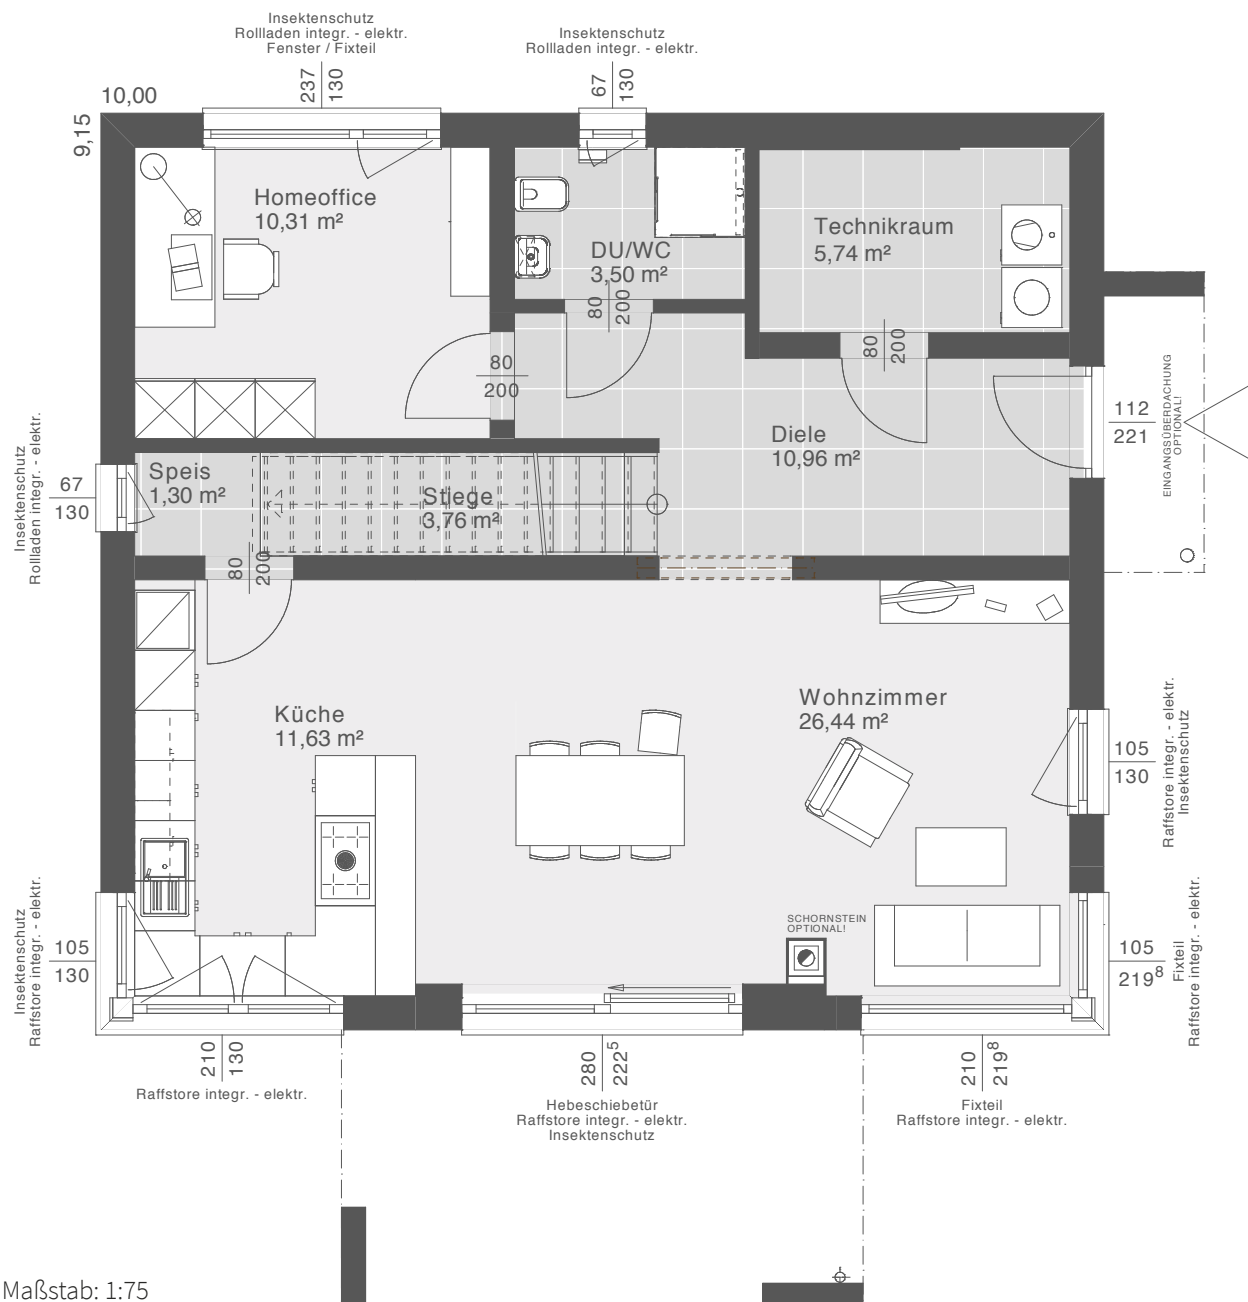 Insektenschutz
Rollladen integr. - elektr.
Fenster / Fixteil
237
130
Insektenschutz
Rollladen integr. - elektr.
67
130
10,00
9,15
Homeoffice
10,31 m²
DU/WC
3,50 m²
80
200
Technikraum
5,74 m²
80
200
80
200
EINGANGSÜBERDACHUNG
OPTIONAL!
112
221
Diele
10,96 m²
Insektenschutz
Rollladen integr. - elektr.
67
130
Speis
1,30 m²
Stiege
3,76 m²
80
200
Küche
11,63 m²
Wohnzimmer
26,44 m²
105
130
Raffstore integr. - elektr.
Insektenschutz
SCHORNSTEIN
OPTIONAL!
Insektenschutz
Raffstore integr. - elektr.
105
130
105
219⁸
Fixteil
Raffstore integr. - elektr.
210
130
Raffstore integr. - elektr.
280
222⁵
Hebeschiebetür
Raffstore integr. - elektr.
Insektenschutz
210
219⁸
Fixteil
Raffstore integr. - elektr.
Maßstab: 1:75